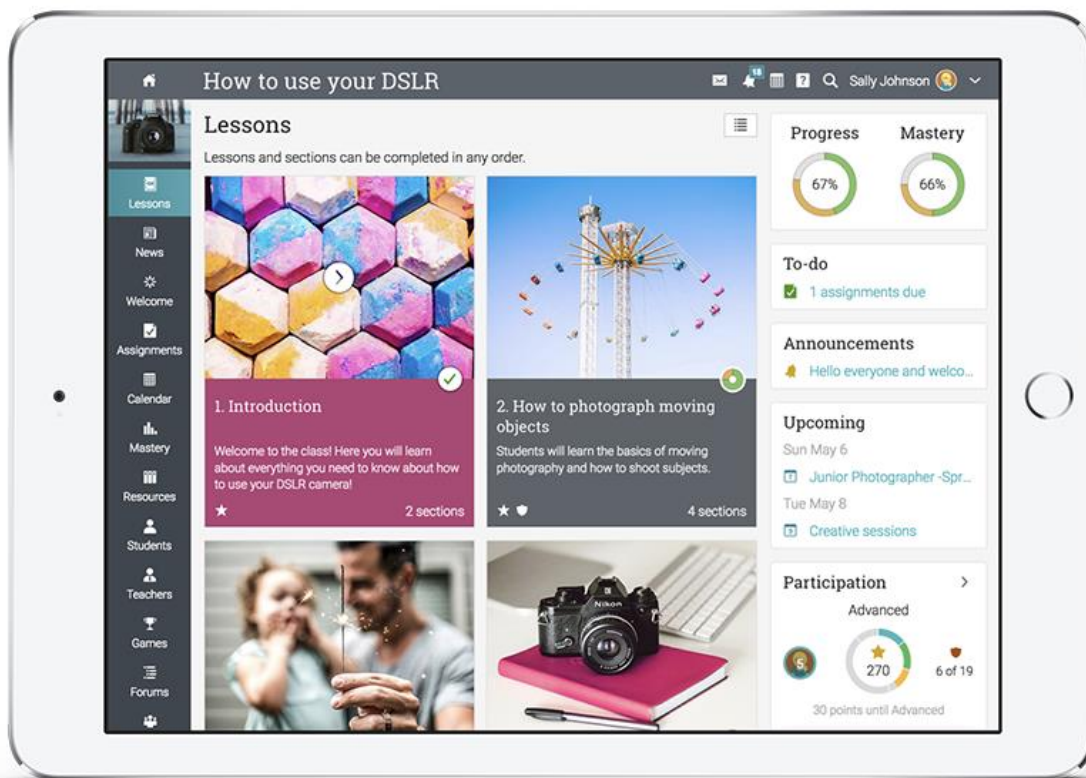 How to use your DSLR
18
?
Sally Johnson
Lessons
News
Welcome
Assignments
Calendar
Mastery
Resources
Students
Teachers
Games
Forums
Lessons
Lessons and sections can be completed in any order.
1. Introduction
Welcome to the class! Here you will learn
about everything you need to know about how
to use your DSLR camera!
2 sections
2. How to photograph moving
objects
Students will learn the basics of moving
photography and how to shoot subjects.
4 sections
Nikon
Progress Mastery
67% 66%
To-do
1 assignments due
Announcements
Hello everyone and welco...
Upcoming
Sun May 6
Junior Photographer -Spr...
Tue May 8
Creative sessions
Participation
Advanced
5
270
6 of 19
30 points until Advanced